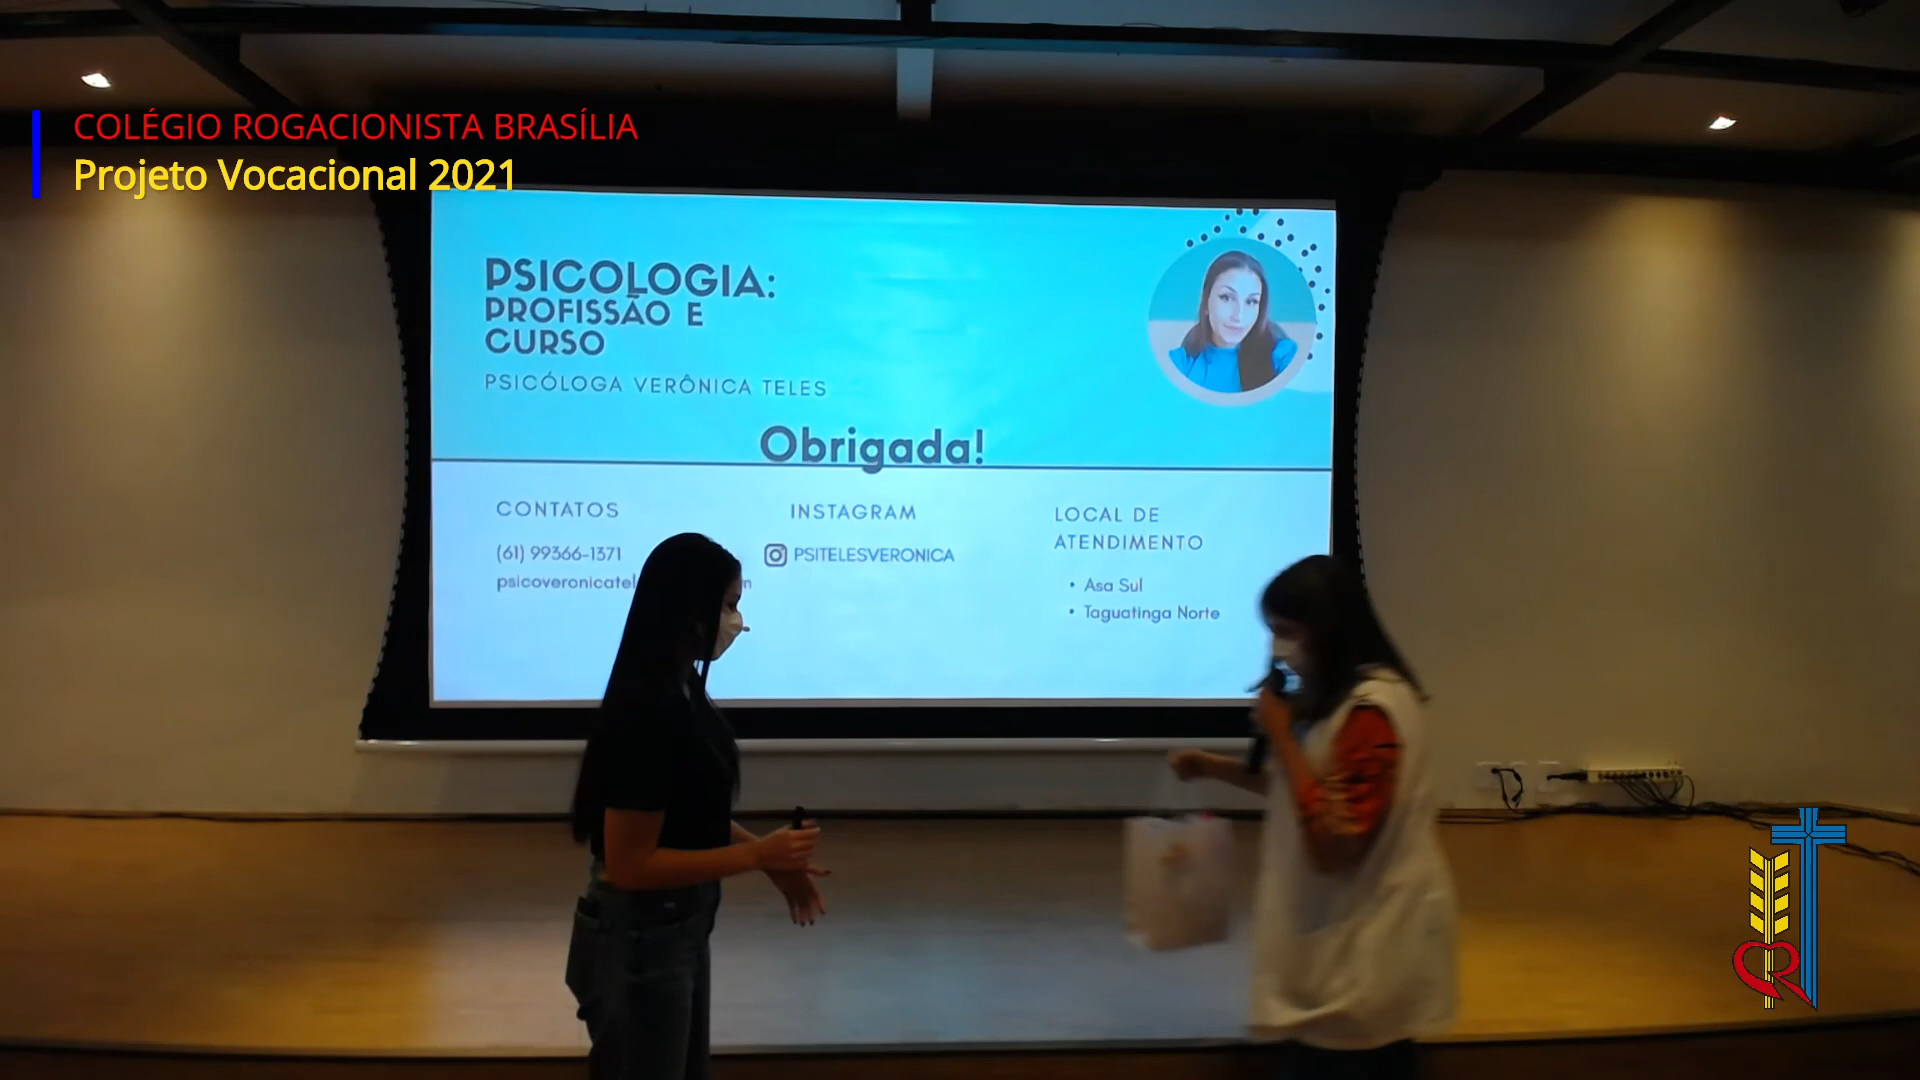 COLÉGIO ROGACIONISTA BRASÍLIA
Projeto Vocacional 2021
PSICOLOGIA:
PROFISSÃO E
CURSO
PSICÓLOGA VERÔNICA TELES
Obrigada!
CONTATOS
(61) 99366-1371
INSTAGRAM
PSITELESVERONICA
LOCAL DE
ATENDIMENTO
• Asa Sul
• Taguatinga Norte